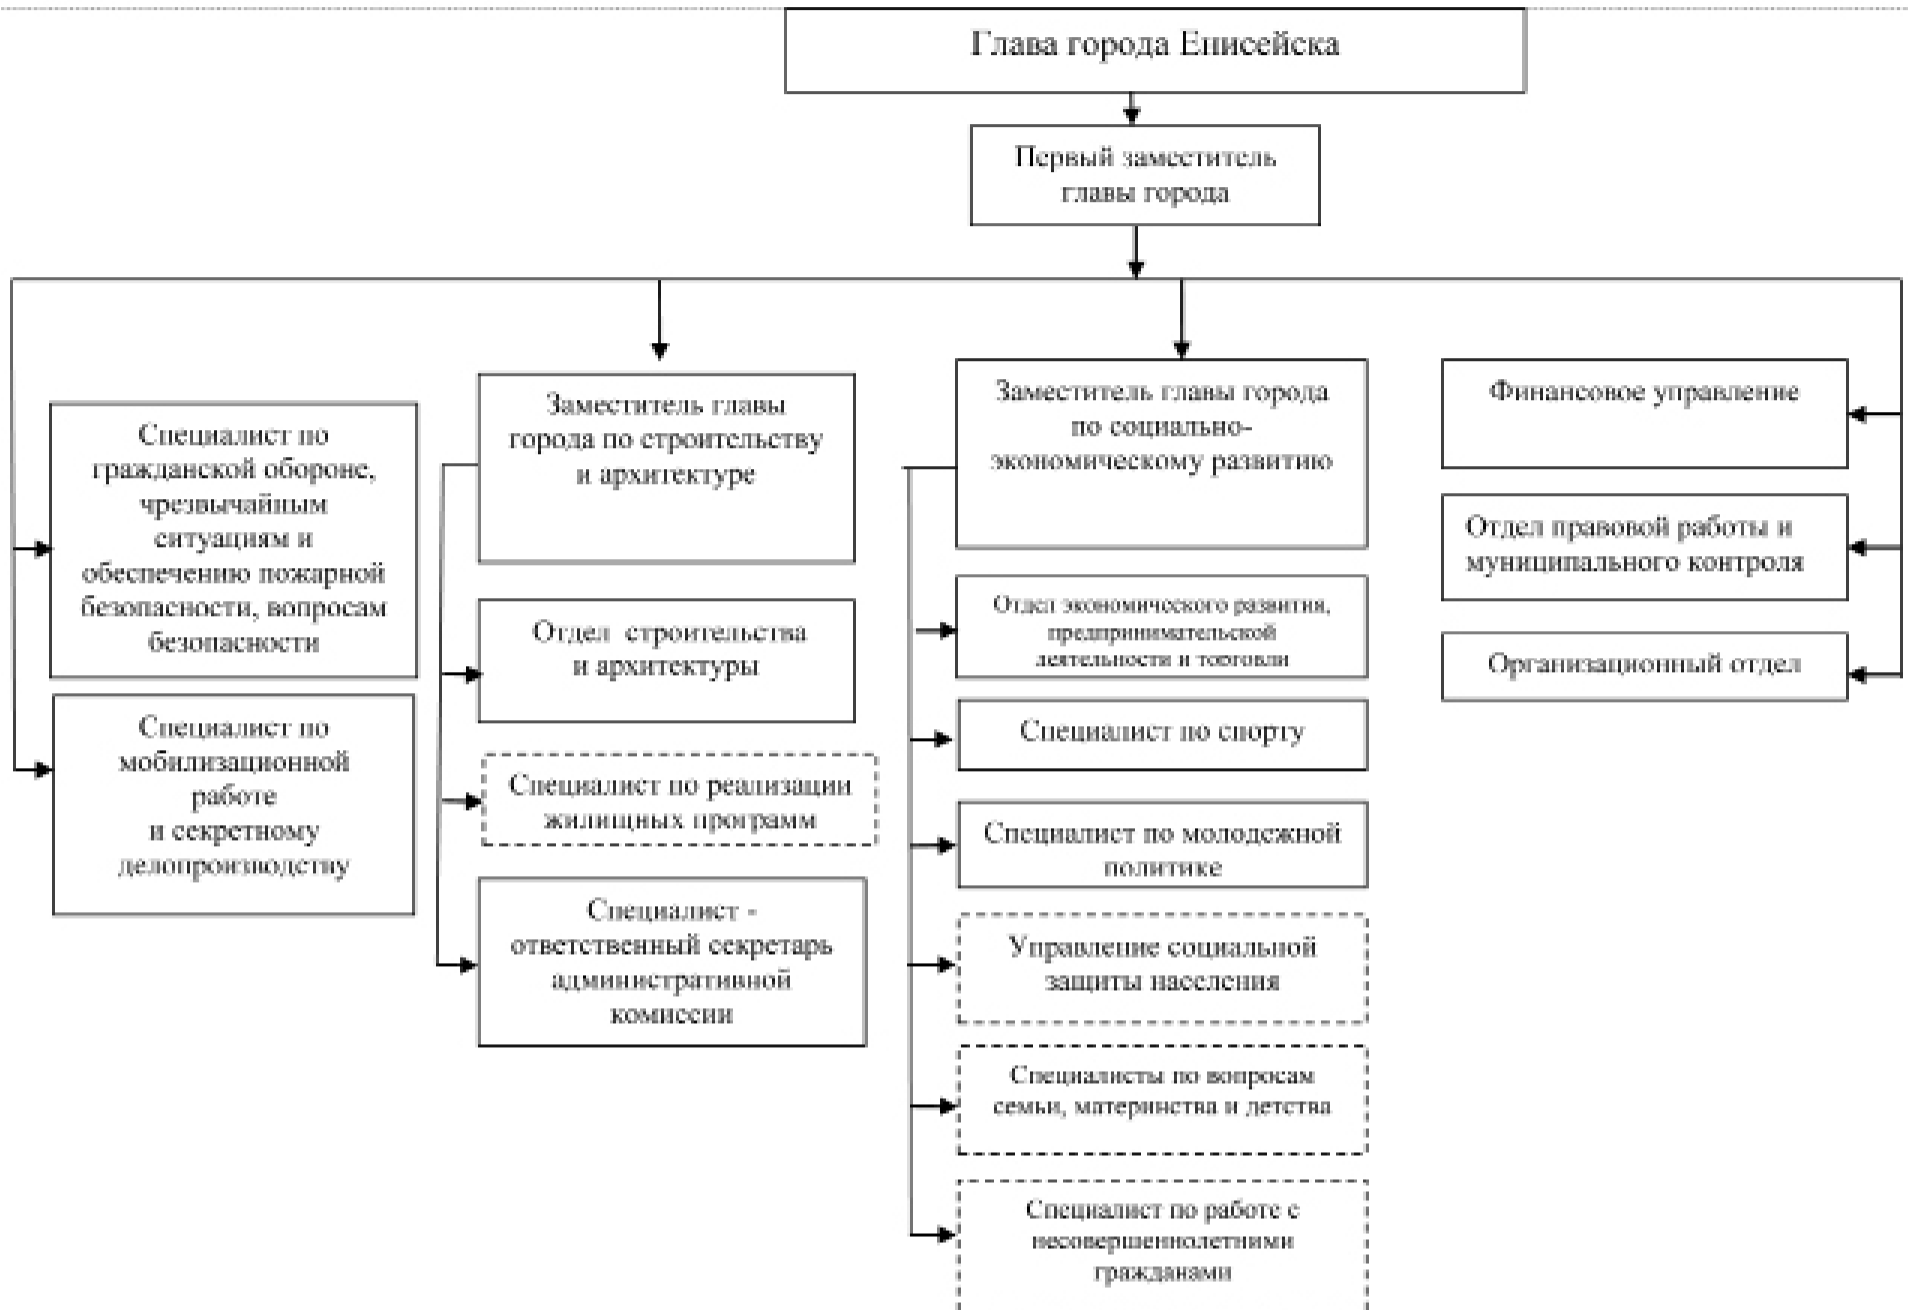 Глава города Енисейска
Первый заместитель
главы города
Специалист по
гражданской обороне,
чрезвычайным
ситуациям и
обеспечению пожарной
безопасности, вопросам
безопасности
Специалист по
мобилизационной
работе
и секретному
делопроизводству
Заместитель главы
города по строительству
и архитектуре
Отдел строительства
и архитектуры
Специалист по реализации
жилищных программ
Специалист -
ответственный секретарь
административной
комиссии
Заместитель главы города
по социально-
экономическому развитию
Отдел экономического развития,
предпринимательской
деятельности и торговли
Специалист по спорту
Специалист по молодежной
политике
Управление социальной
защиты населения
Специалисты по вопросам
семьи, материнства и детства
Специалист по работе с
несовершеннолетними
гражданами
Финансовое управление
Отдел правовой работы и
муниципального контроля
Организационный отдел